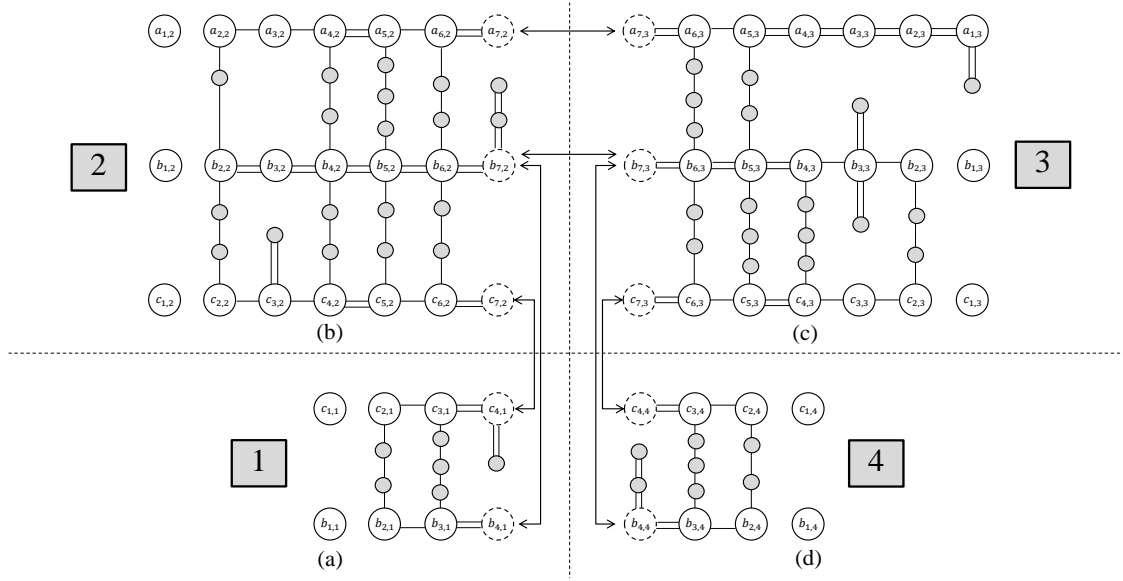 a1,2 a2,2 a3,2 a4,2 a5,2 a6,2 a7,2 a7,3 a6,3 a5,3 a4,3 a3,3 a2,3 a1,3
2 b1,2 b2,2 b3,2 b4,2 b5,2 b6,2 b7,2 b7,3 b6,3 b5,3 b4,3 b3,3 b2,3 b1,3 3
c1,2 c2,2 c3,2 c4,2 c5,2 c6,2 c7,2 c7,3 c6,3 c5,3 c4,3 c3,3 c2,3 c1,3
(b) (c)
c1,1 c2,1 c3,1 c4,1 c4,4 c3,4 c2,4 c1,4
1 4
b1,1 b2,1 b3,1 b4,1 b4,4 b3,4 b2,4 b1,4
(a) (d)